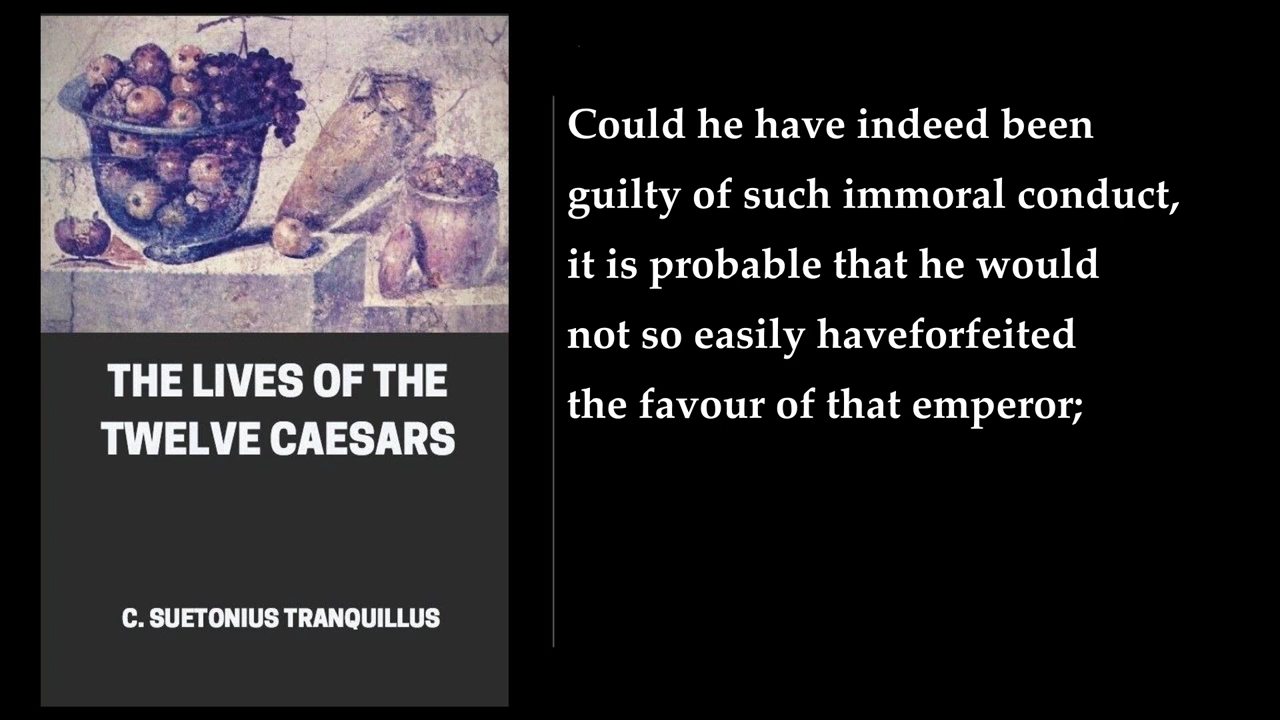 THE LIVES OF THE
TWELVE CAESARS
C. SUETONIUS TRANQUILLUS
Could he have indeed been
guilty of such immoral conduct,
it is probable that he would
not so easily haveforfeited
the favour of that emperor;